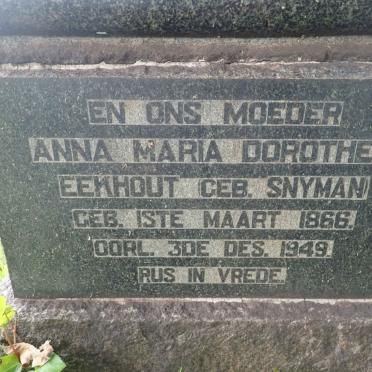 EN ONS MOEDER
ANNA MARIA DOROTHE
EEKHOUT GEB. SNYMAN
GEB. 1STE MAART 1866.
OORL. 3DE DES. 1949.
RUS IN VREDE.